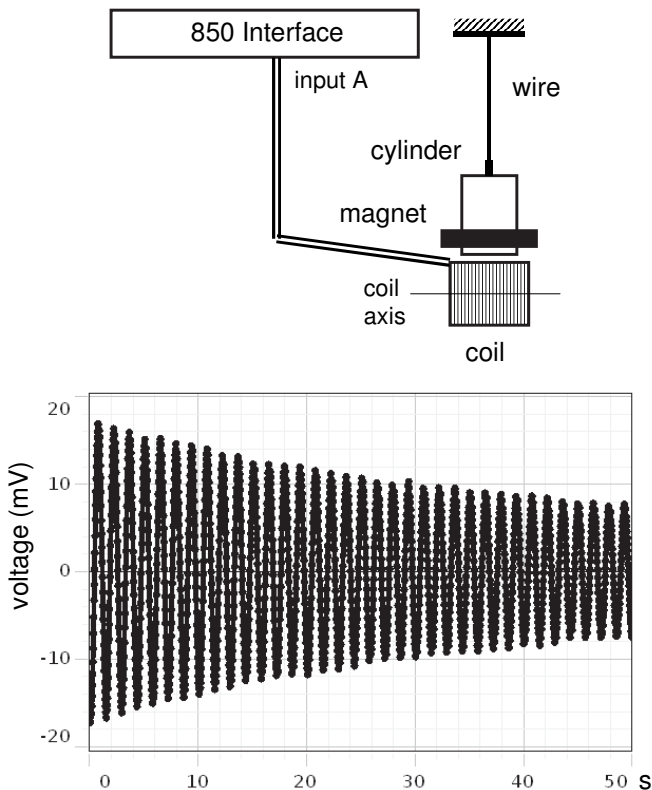 850 Interface
input A
wire
cylinder
magnet
coil
axis
coil
voltage (mV)
20
10
0
-10
-20
0 10 20 30 40 50 s